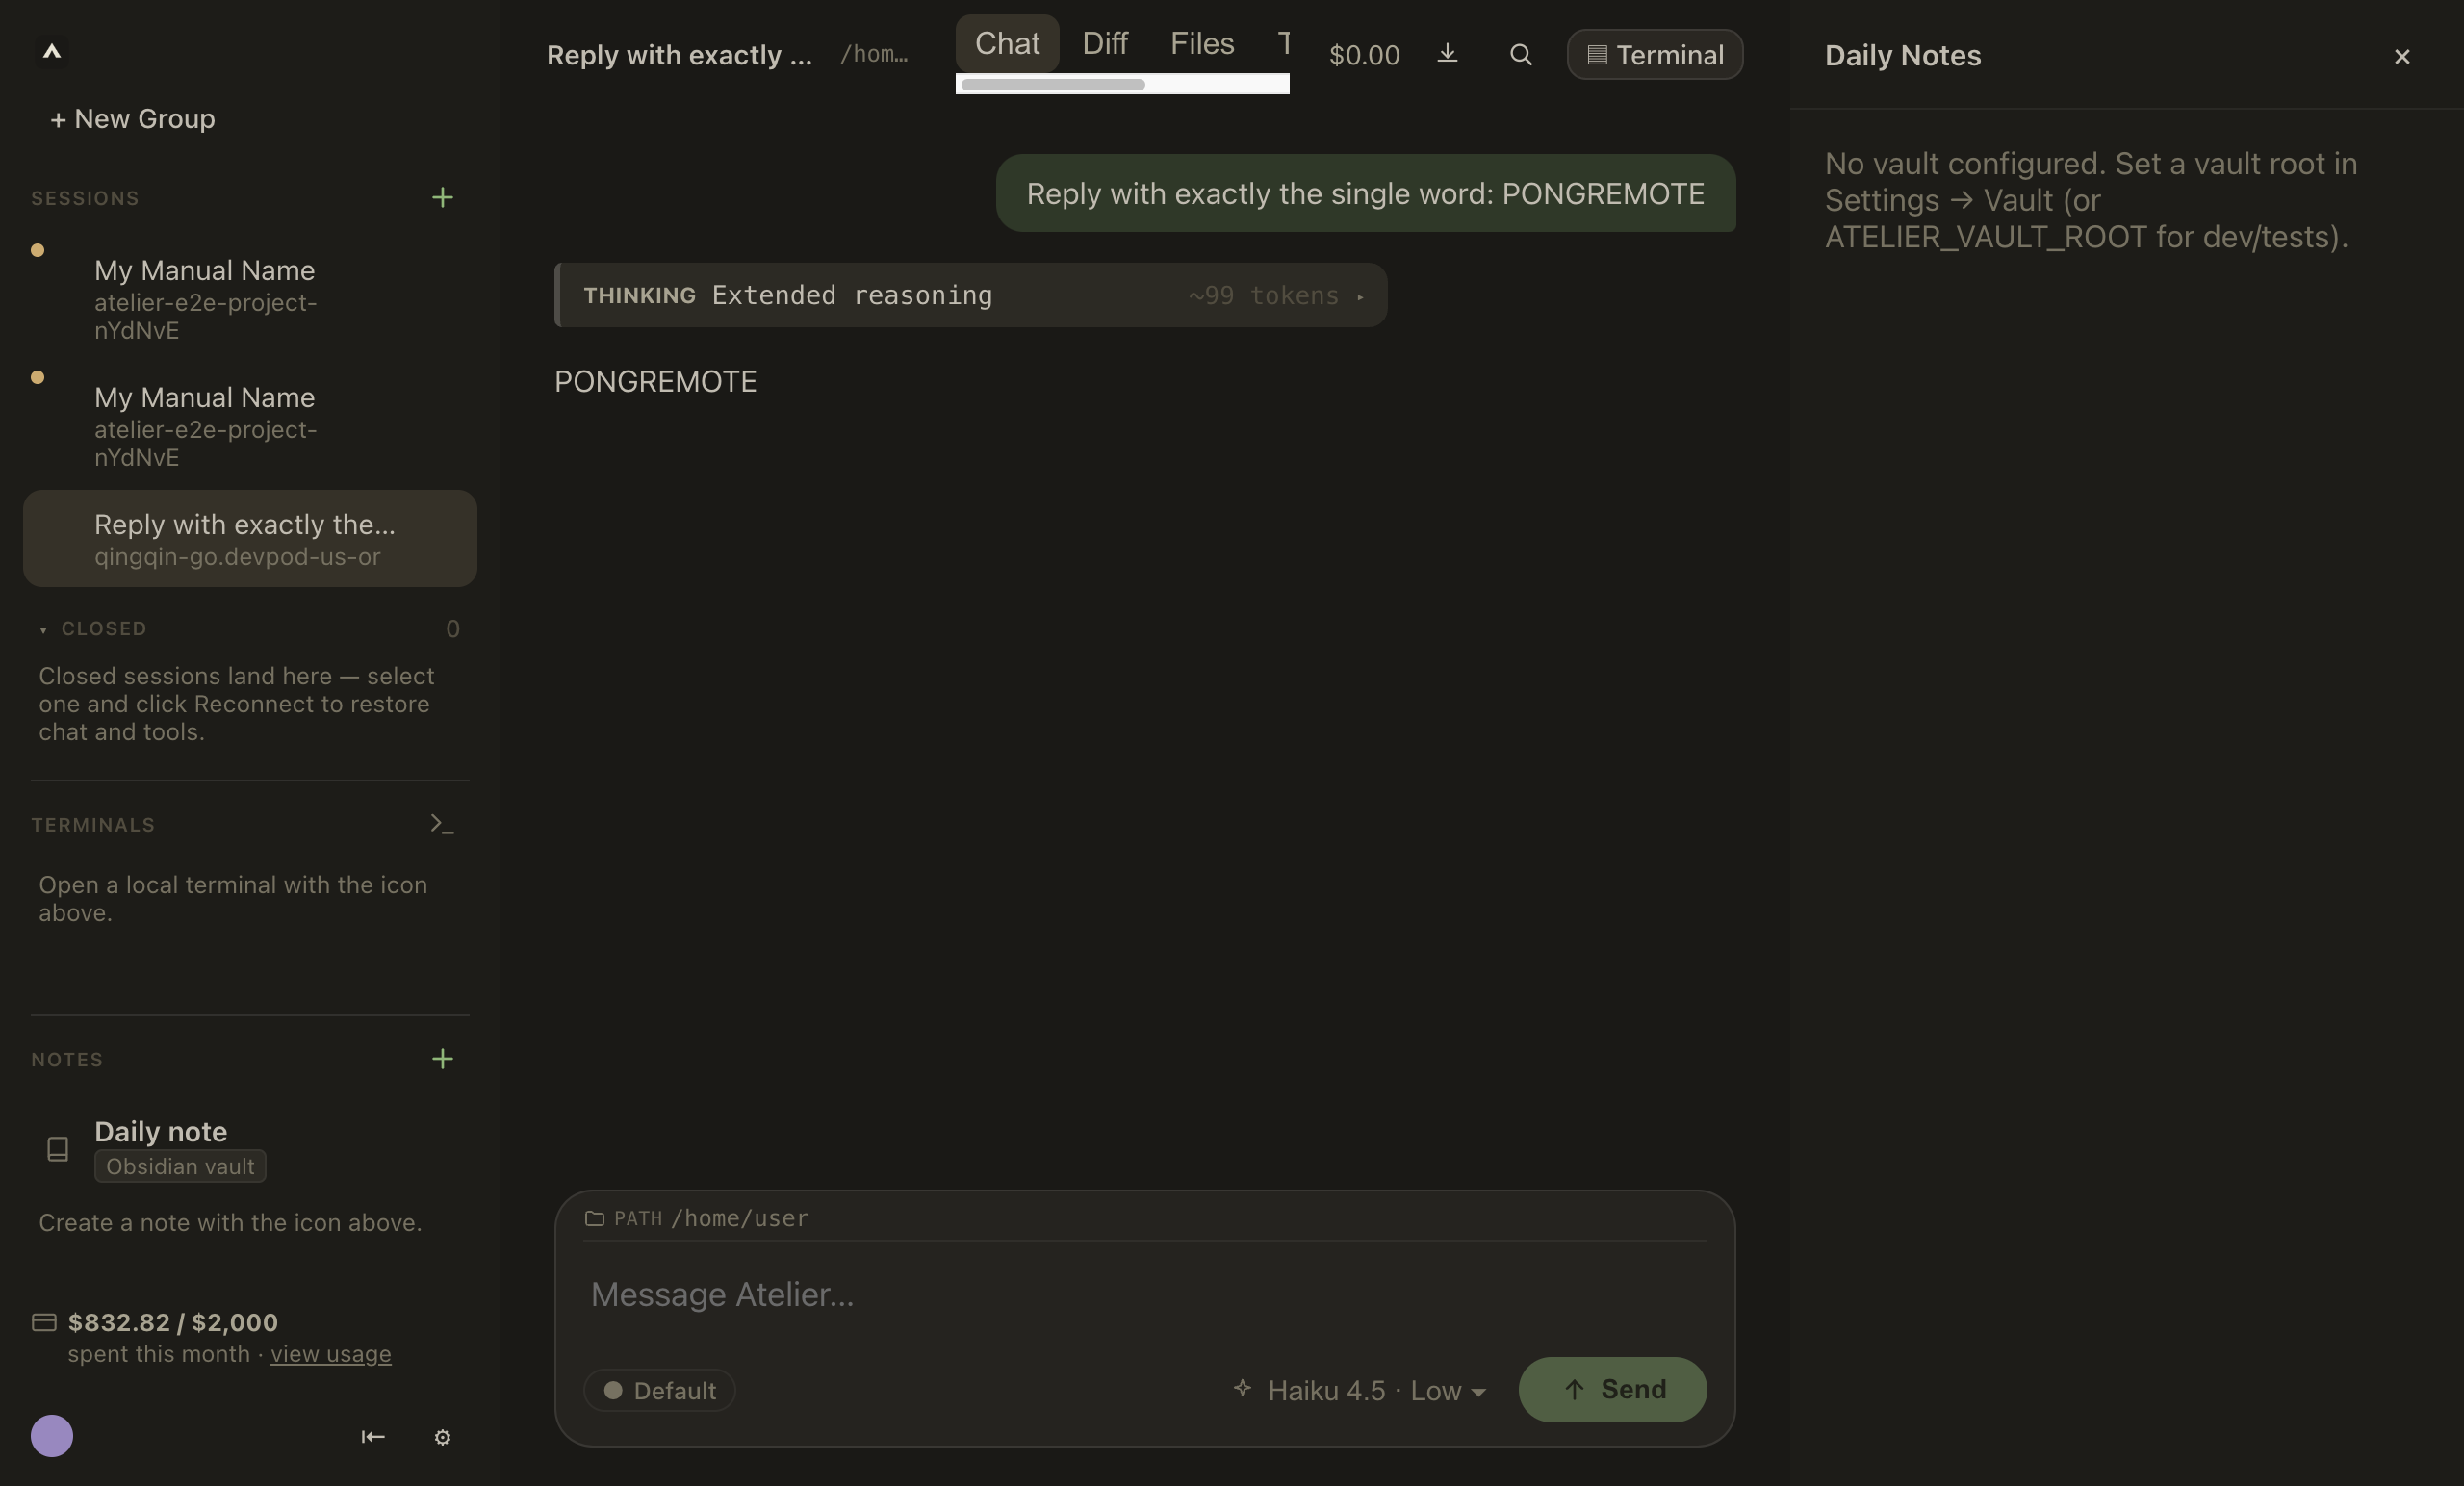 + New Group
SESSIONS
My Manual Name
atelier-e2e-project-
nYdNvE
My Manual Name
atelier-e2e-project-
nYdNvE
Reply with exactly the...
qingqin-go.devpod-us-or
CLOSED 0
Closed sessions land here — select
one and click Reconnect to restore
chat and tools.
TERMINALS
Open a local terminal with the icon
above.
NOTES
Daily note
Obsidian vault
Create a note with the icon above.
$832.82 / $2,000
spent this month · view usage
Reply with exactly ... /hom… Chat Diff Files T $0.00 Terminal
Reply with exactly the single word: PONGREMOTE
THINKING Extended reasoning ~99 tokens
PONGREMOTE
PATH /home/user
Message Atelier...
Default Haiku 4.5 · Low Send
Daily Notes
No vault configured. Set a vault root in
Settings → Vault (or
ATELIER_VAULT_ROOT for dev/tests).